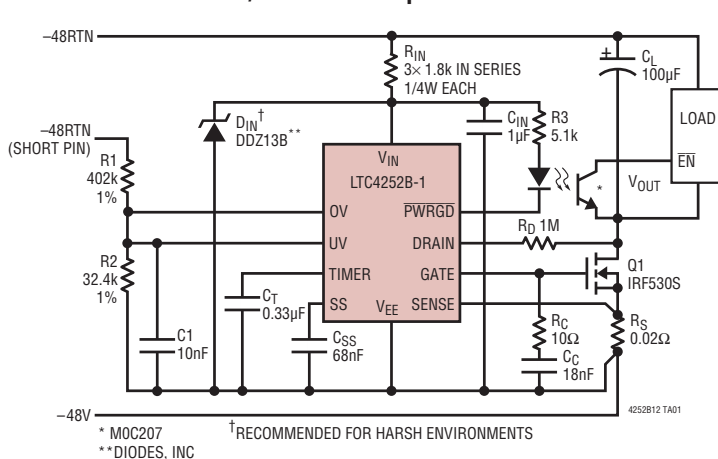 –48RTN
RIN
3× 1.8k IN SERIES
1/4W EACH
+
CL
100µF
–48RTN
(SHORT PIN)
R1
402k
1%
DIN†
DDZ13B**
CIN
1µF
R3
5.1k
LOAD
EN
VIN
LTC4252B-1
OV
PWRGD
*
VOUT
UV
DRAIN
RD 1M
R2
32.4k
1%
TIMER
GATE
Q1
IRF530S
SS
VEE
SENSE
CT
0.33µF
C1
10nF
CSS
68nF
RC
10Ω
CC
18nF
RS
0.02Ω
–48V
4252B12 TA01
* M0C207
†RECOMMENDED FOR HARSH ENVIRONMENTS
**DIODES, INC